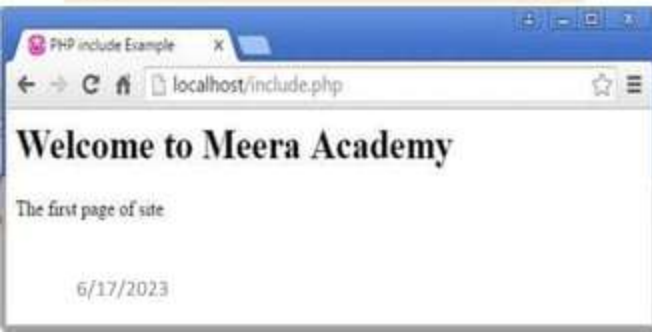 PHP include Example
localhost/include.php
Welcome to Meera Academy
The first page of site
6/17/2023